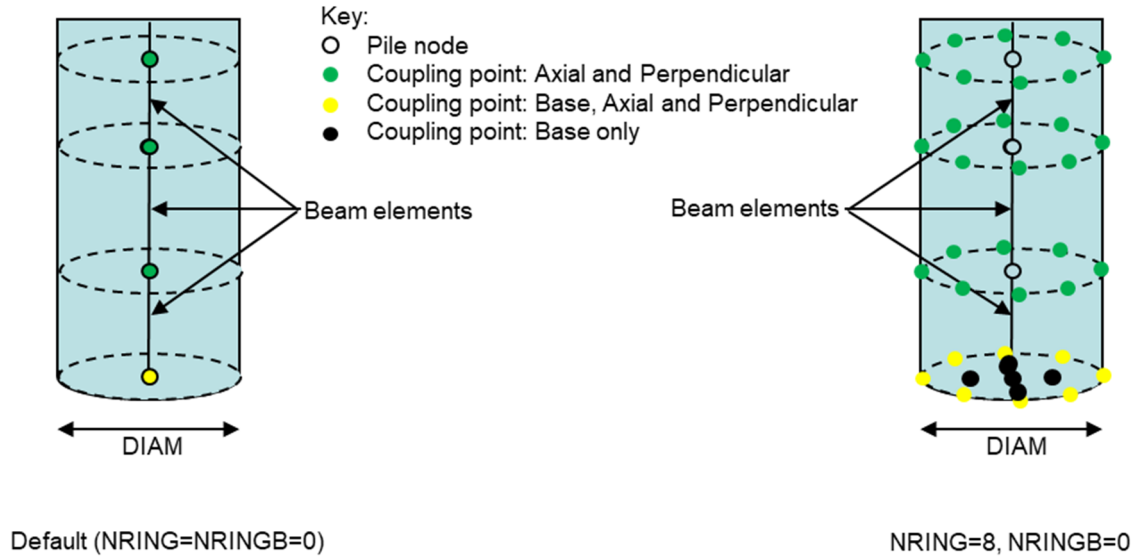 Key:
Pile node
Coupling point: Axial and Perpendicular
Coupling point: Base, Axial and Perpendicular
Coupling point: Base only
Beam elements
Beam elements
DIAM
DIAM
Default (NRING=NRINGB=0)
NRING=8, NRINGB=0